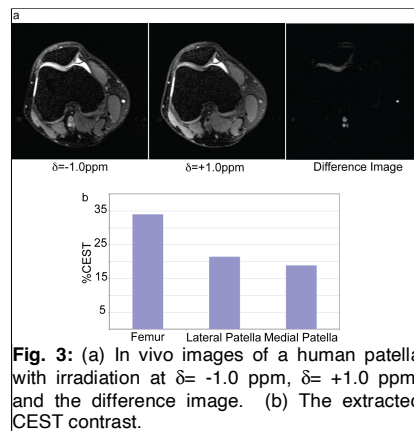 a
δ=-1.0ppm δ=+1.0ppm Difference Image
b
%CEST
35
25
15
5
Femur Lateral Patella Medial Patella
Fig. 3: (a) In vivo images of a human patella
with irradiation at δ= -1.0 ppm, δ= +1.0 ppm
and the difference image. (b) The extracted
CEST contrast.